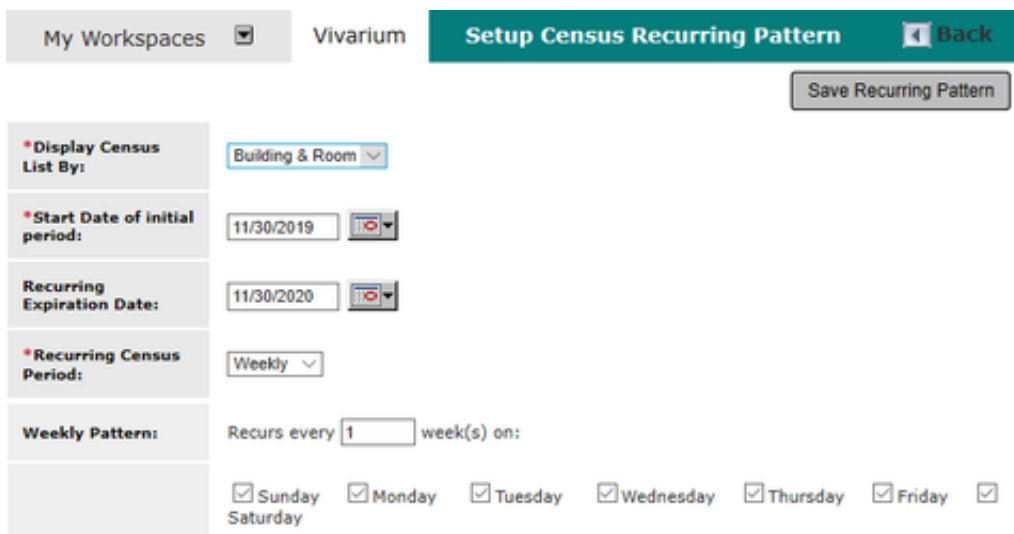 My Workspaces Vivarium Setup Census Recurring Pattern Back
Save Recurring Pattern
*Display Census
List By:
Building & Room
*Start Date of initial
period:
11/30/2019
Recurring
Expiration Date:
11/30/2020
*Recurring Census
Period:
Weekly
Weekly Pattern:
Recurs every 1 week(s) on:
Sunday Monday Tuesday Wednesday Thursday Friday
Saturday